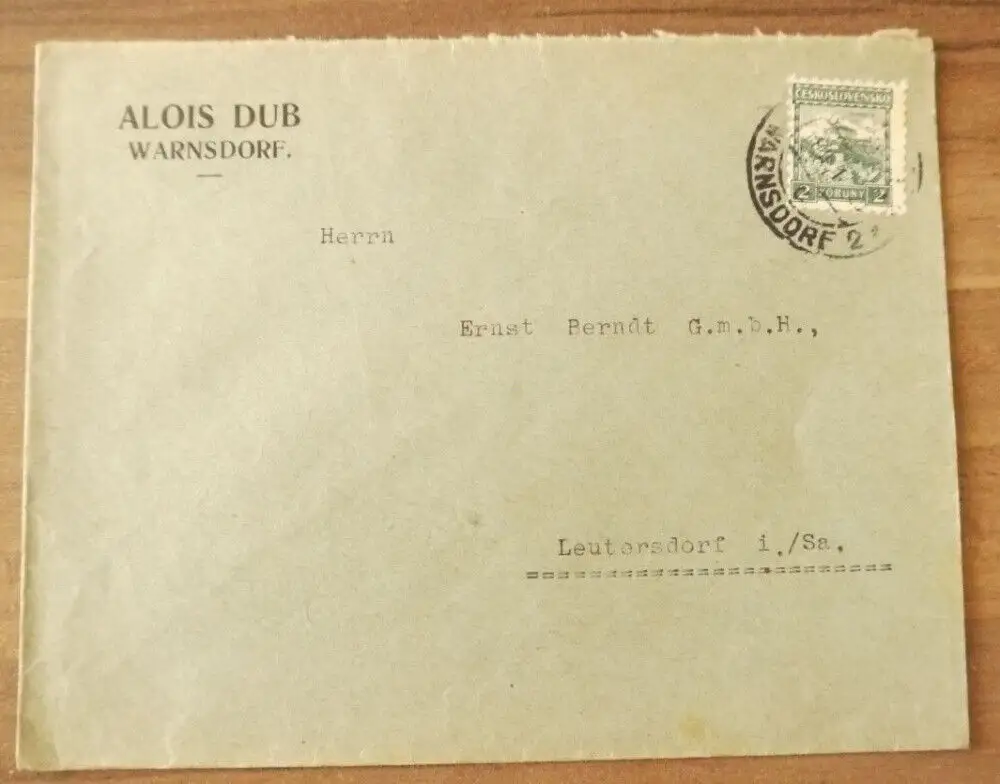 ALOIS DUB
WARNSDORF.
ČESKOSLOVENSKO
2 KORUNY 2
WARNSDORF 2
Herrn
Ernst Berndt G.m.b.H.,
Leutersdorf i./Sa.